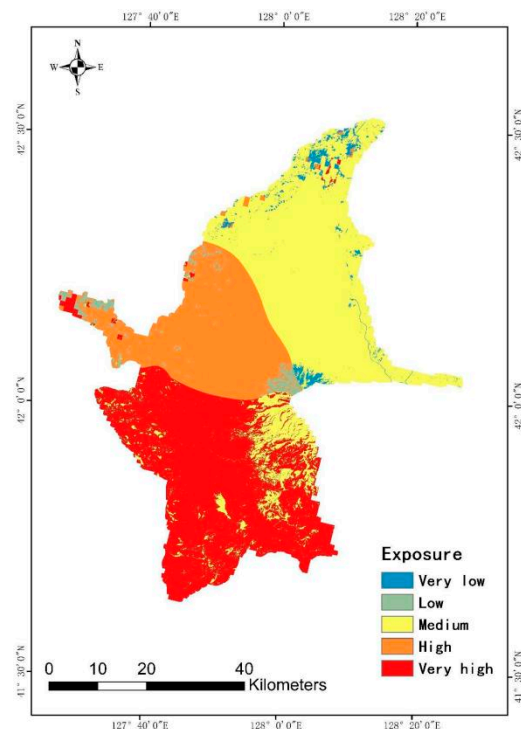 127° 40′ 0″E 128° 0′ 0″E 128° 20′ 0″E
N
W E
S
42° 30′ 0″N 42° 30′ 0″N
42° 0′ 0″N 42° 0′ 0″N
41° 30′ 0″N 41° 30′ 0″N
Exposure
Very low
Low
Medium
High
Very high
0 10 20 40
Kilometers
127° 40′ 0″E 128° 0′ 0″E 128° 20′ 0″E